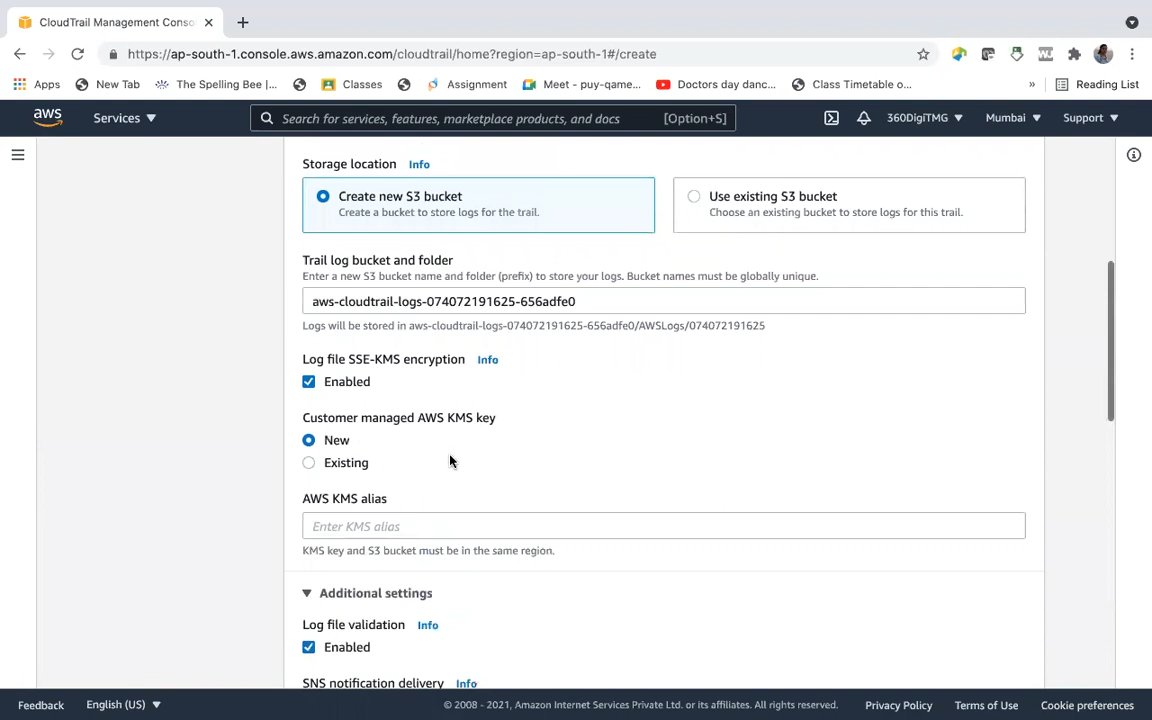 CloudTrail Management Conso
https://ap-south-1.console.aws.amazon.com/cloudtrail/home?region=ap-south-1#/create
Apps
New Tab
The Spelling Bee |...
Classes
Assignment
Meet - puy-game...
Doctors day danc...
Class Timetable o...
»
Reading List
aws
Services
Search for services, features, marketplace products, and docs
[Option+S]
360DigiTMG
Mumbai
Support
Storage location Info
Create new S3 bucket
Create a bucket to store logs for the trail.
Use existing S3 bucket
Choose an existing bucket to store logs for this trail.
Trail log bucket and folder
Enter a new S3 bucket name and folder (prefix) to store your logs. Bucket names must be globally unique.
aws-cloudtrail-logs-074072191625-656adfe0
Logs will be stored in aws-cloudtrail-logs-074072191625-656adfe0/AWSLogs/074072191625
Log file SSE-KMS encryption Info
Enabled
Customer managed AWS KMS key
New
Existing
AWS KMS alias
Enter KMS alias
KMS key and S3 bucket must be in the same region.
Additional settings
Log file validation Info
Enabled
SNS notification delivery Info
Feedback
English (US)
© 2008 - 2021, Amazon Internet Services Private Ltd. or its affiliates. All rights reserved.
Privacy Policy
Terms of Use
Cookie preferences